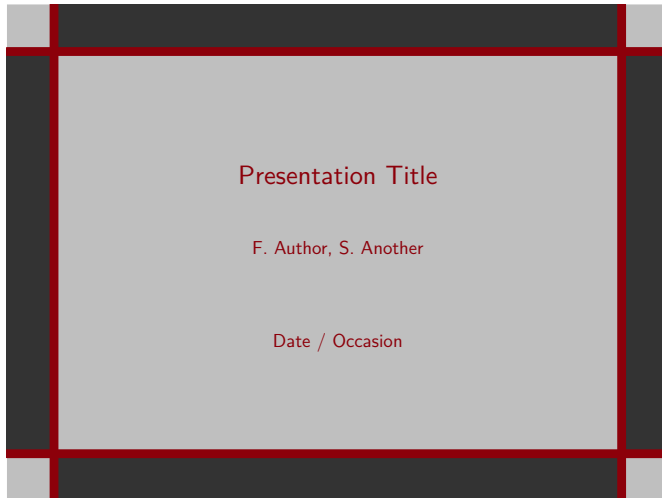 Presentation Title
F. Author, S. Another
Date / Occasion